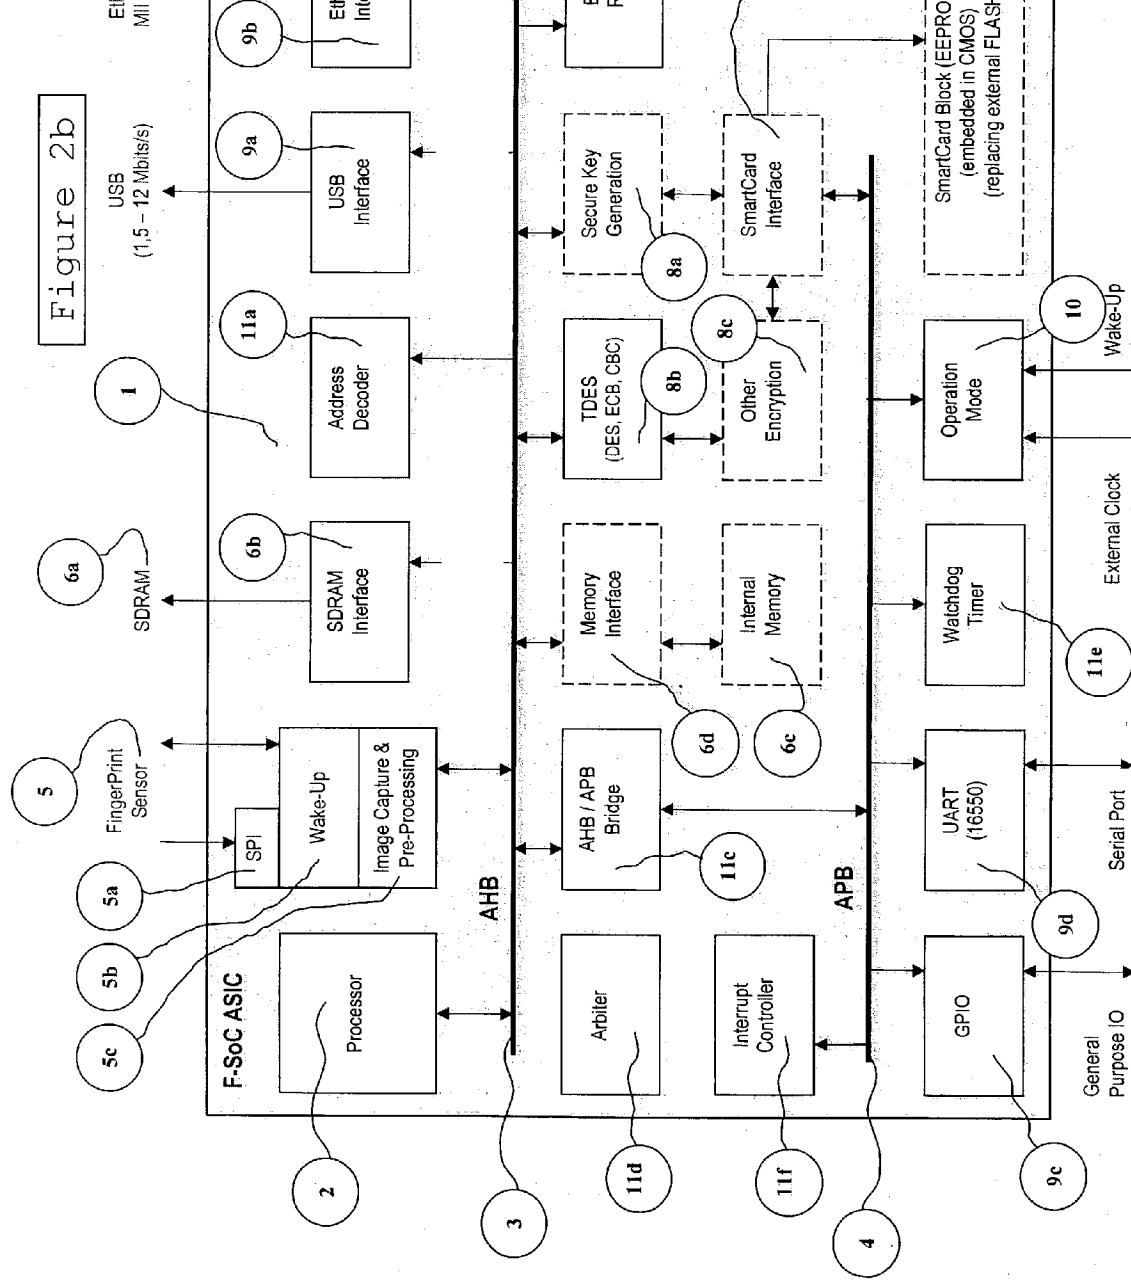 Figure 2b
5
6a
1
FingerPrint
Sensor
SDRAM
USB
(1,5 – 12 Mbits/s)
Eth
MII
5c
5b
5a
6b
11a
9a
9b
F-SoC ASIC
SPI
Processor
Wake-Up
Image Capture &
Pre-Processing
SDRAM
Interface
Address
Decoder
USB
Interface
Eth
Inte
2
AHB
3
Arbiter
AHB / APB
Bridge
Memory
Interface
TDES
(DES, ECB, CBC)
Secure Key
Generation
E
R
11d
11c
6d
8b
8a
8c
Interrupt
Controller
6c
Internal
Memory
Other
Encryption
SmartCard
Interface
11f
APB
4
GPIO
UART
(16550)
Watchdog
Timer
Operation
Mode
SmartCard Block (EEPRO
(embedded in CMOS)
(replacing external FLASH
9c
9d
11e
10
General
Purpose IO
Serial Port
External Clock
Wake-Up